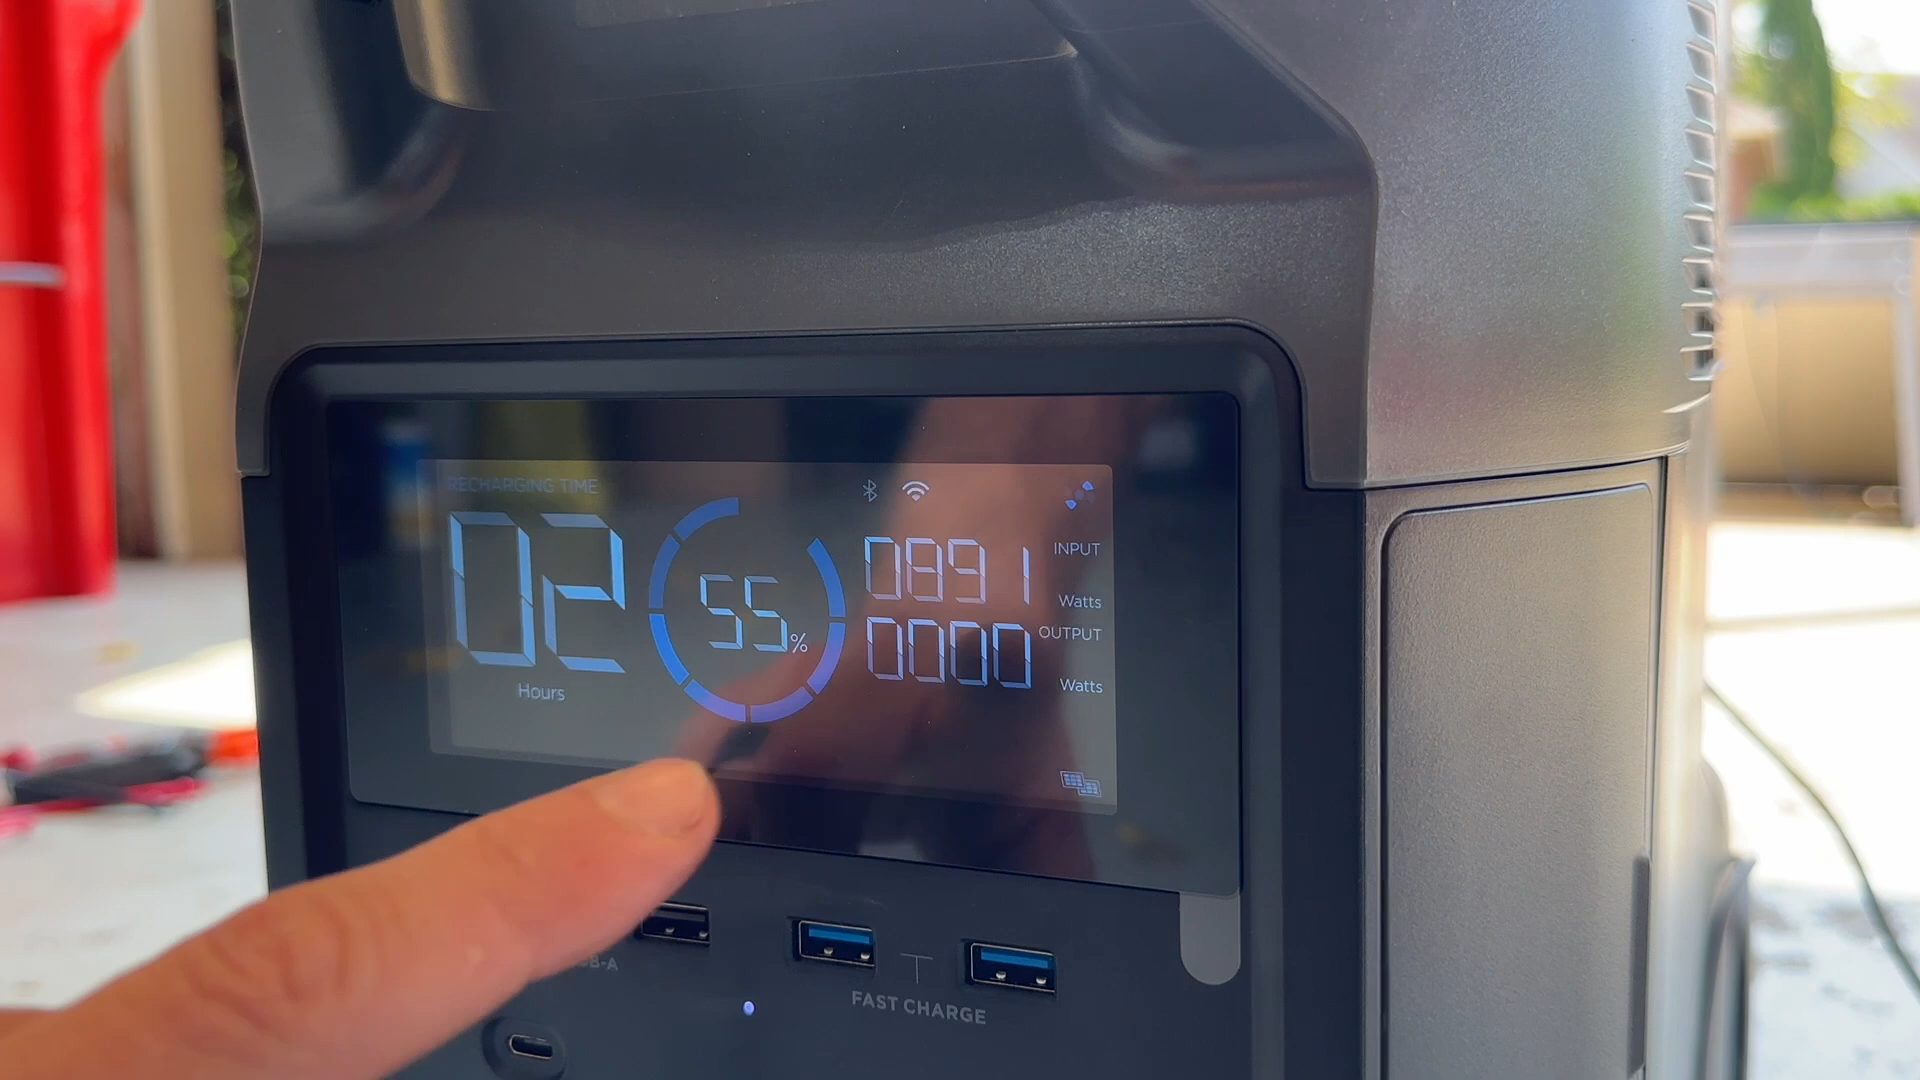 RECHARGING TIME
02
Hours
55%
0891 INPUT
Watts
0000 OUTPUT
Watts
FAST CHARGE